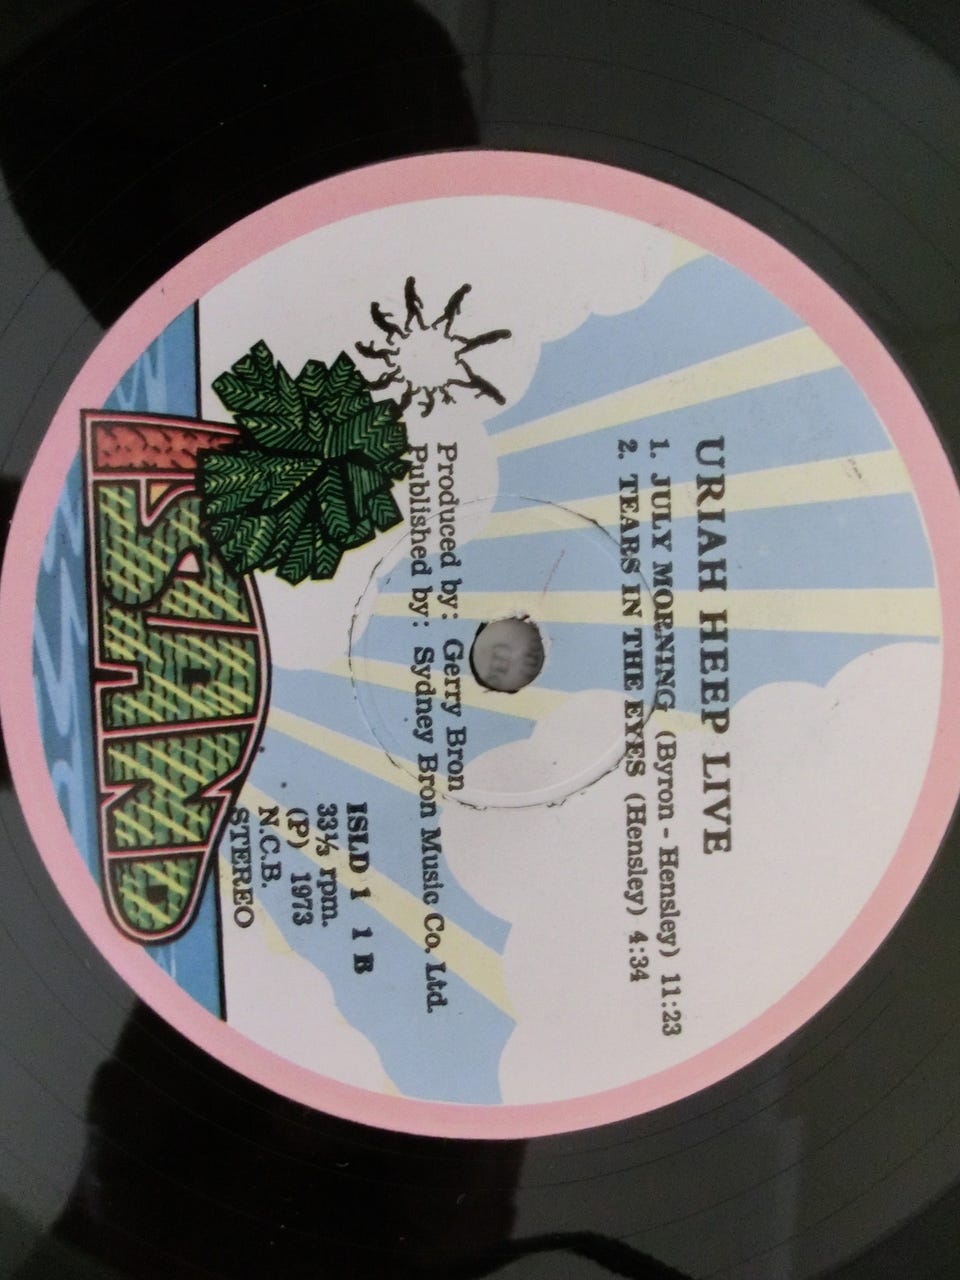 URIAH HEEP LIVE
1. JULY MORNING (Byron - Hensley) 11:23
2. TEARS IN THE EYES (Hensley) 4:34
Produced by: Gerry Bron
Published by: Sydney Bron Music Co. Ltd.
ISLD 1 1 B
33⅓ rpm.
(P) 1973
N.C.B.
STEREO
ISLAND